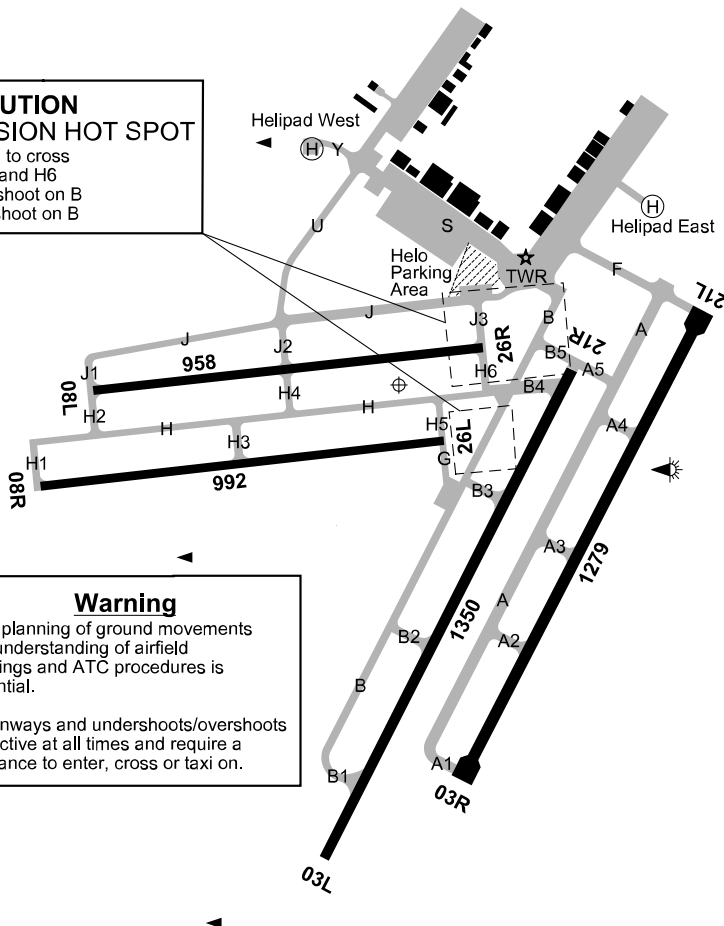 UTION
SION HOT SPOT
to cross
and H6
shoot on B
shoot on B
Helipad West
H
Y
U
S
Helo
Parking
Area
TWR
H
Helipad East
F
21L
A
J
J
J3
B
26R
21R
B5
A5
J1
958
J2
08L
H2
H4
H6
B4
A4
H
H
H5
26L
H1
H3
G
08R
992
B3
A3
1279
A
1350
B2
A2
B
B1
A1
03R
03L
Warning
planning of ground movements
understanding of airfield
ings and ATC procedures is
ntial.
nways and undershoots/overshoots
ctive at all times and require a
ance to enter, cross or taxi on.